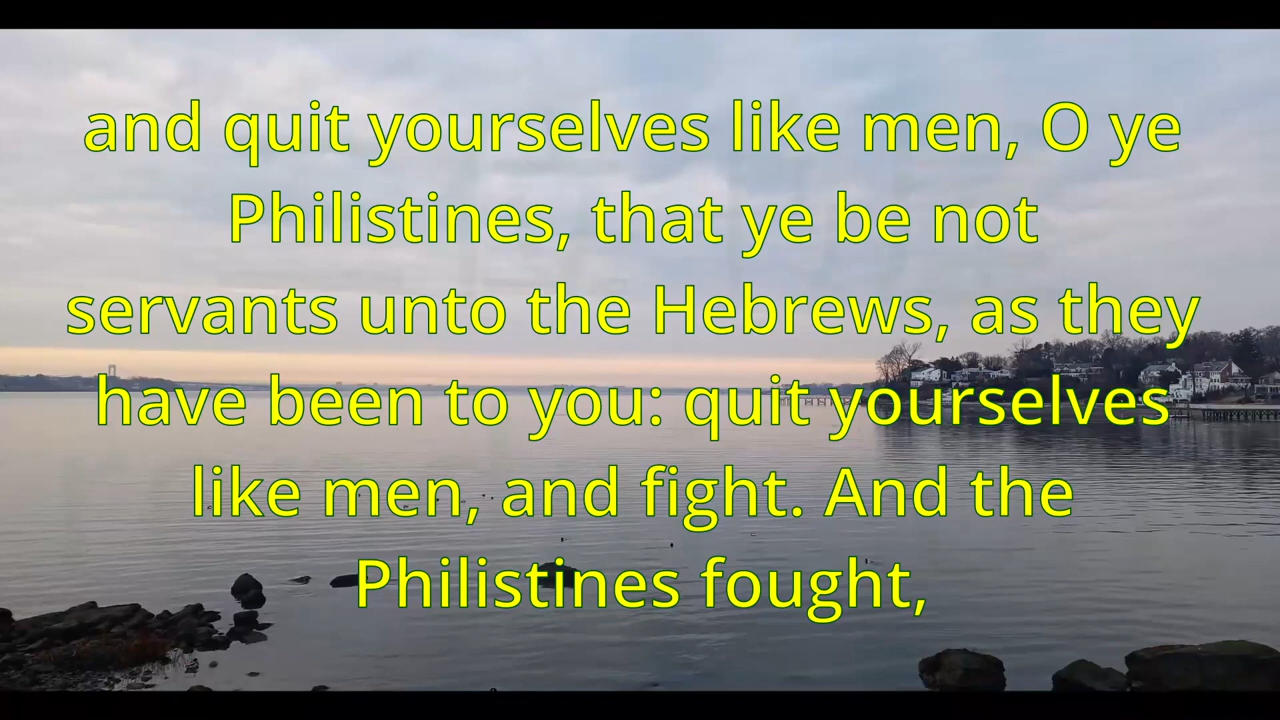 and quit yourselves like men, O ye
Philistines, that ye be not
servants unto the Hebrews, as they
have been to you: quit yourselves
like men, and fight. And the
Philistines fought,